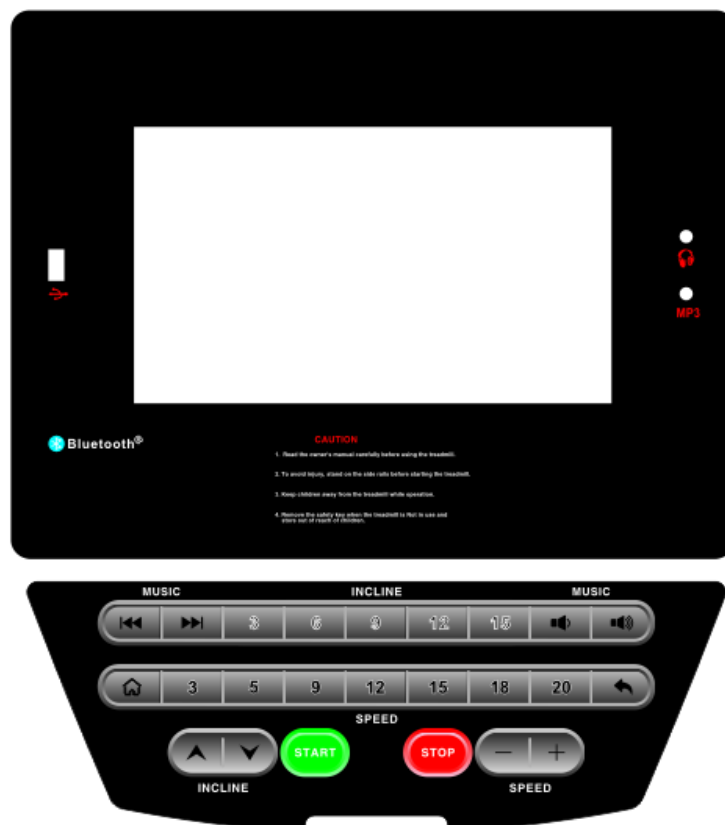 MP3
Bluetooth®
CAUTION
1. Read the owner's manual carefully before using the treadmill.
2. To avoid injury, stand on the side rails before starting the treadmill.
3. Keep children away from the treadmill while operation.
4. Remove the safety key when the treadmill is Not in use and
store out of reach of children.
MUSIC INCLINE MUSIC
3 6 9 12 15
3 5 9 12 15 18 20
SPEED
START STOP
INCLINE SPEED